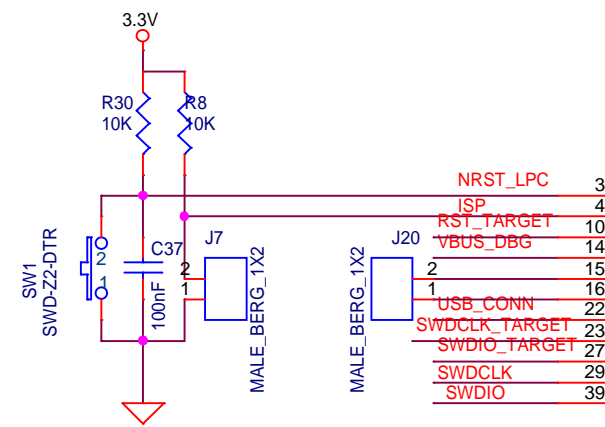 3.3V
R30
10K
R8
10K
NRST_LPC
3
ISP
4
RST_TARGET
10
VBUS_DBG
14
15
16
USB_CONN
22
SWDCLK_TARGET
23
SWDIO_TARGET
27
SWDCLK
29
SWDIO
39
SW1
SWD-Z2-DTR
2
1
C37
100nF
J7
2
1
MALE_BERG_1X2
J20
2
1
MALE_BERG_1X2